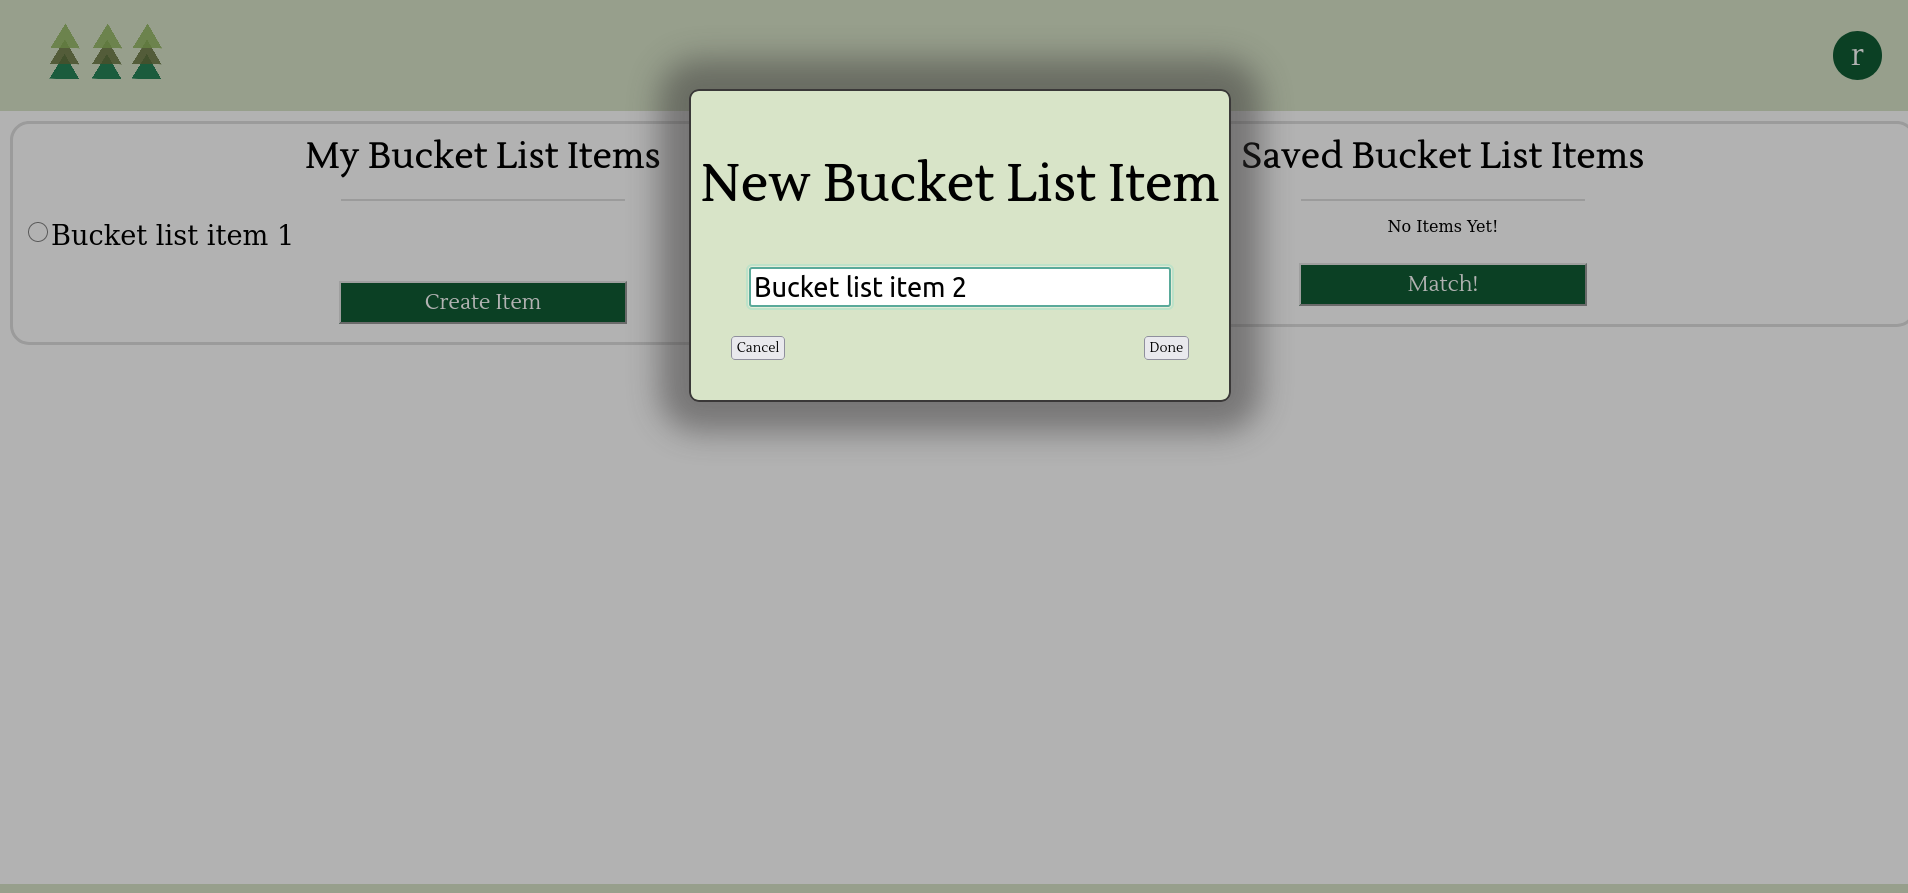 r
My Bucket List Items
Bucket list item 1
Create Item
New Bucket List Item
Bucket list item 2
Cancel
Done
Saved Bucket List Items
No Items Yet!
Match!